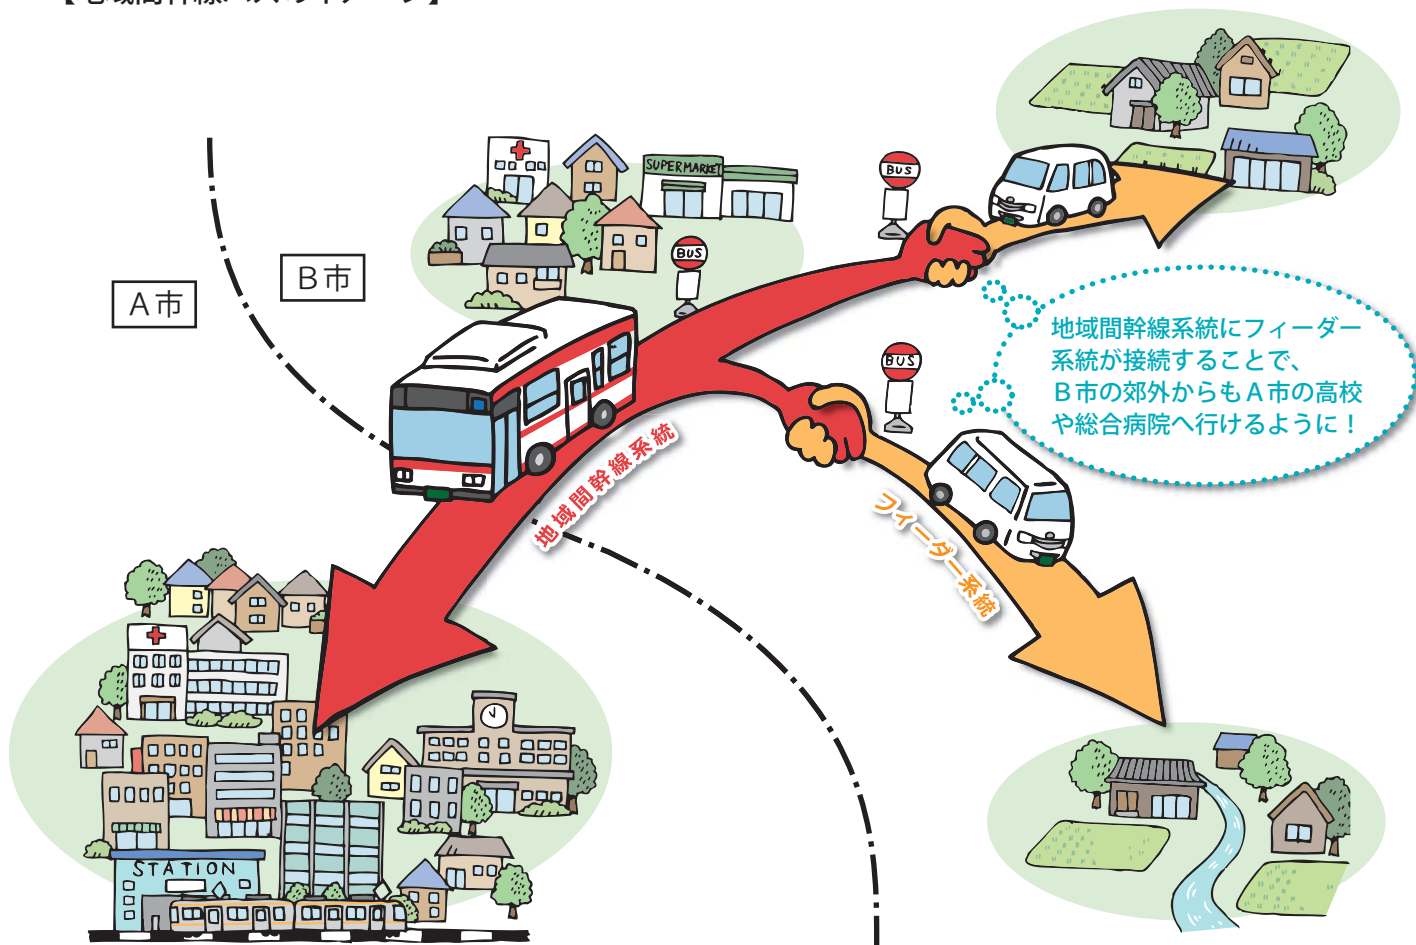 A市
B市
SUPERMARKET
BUS
BUS
BUS
地域間幹線系統にフィーダー
系統が接続することで、
B市の郊外からもA市の高校
や総合病院へ行けるように！
地域間幹線系統
フィーダー系統
STATION